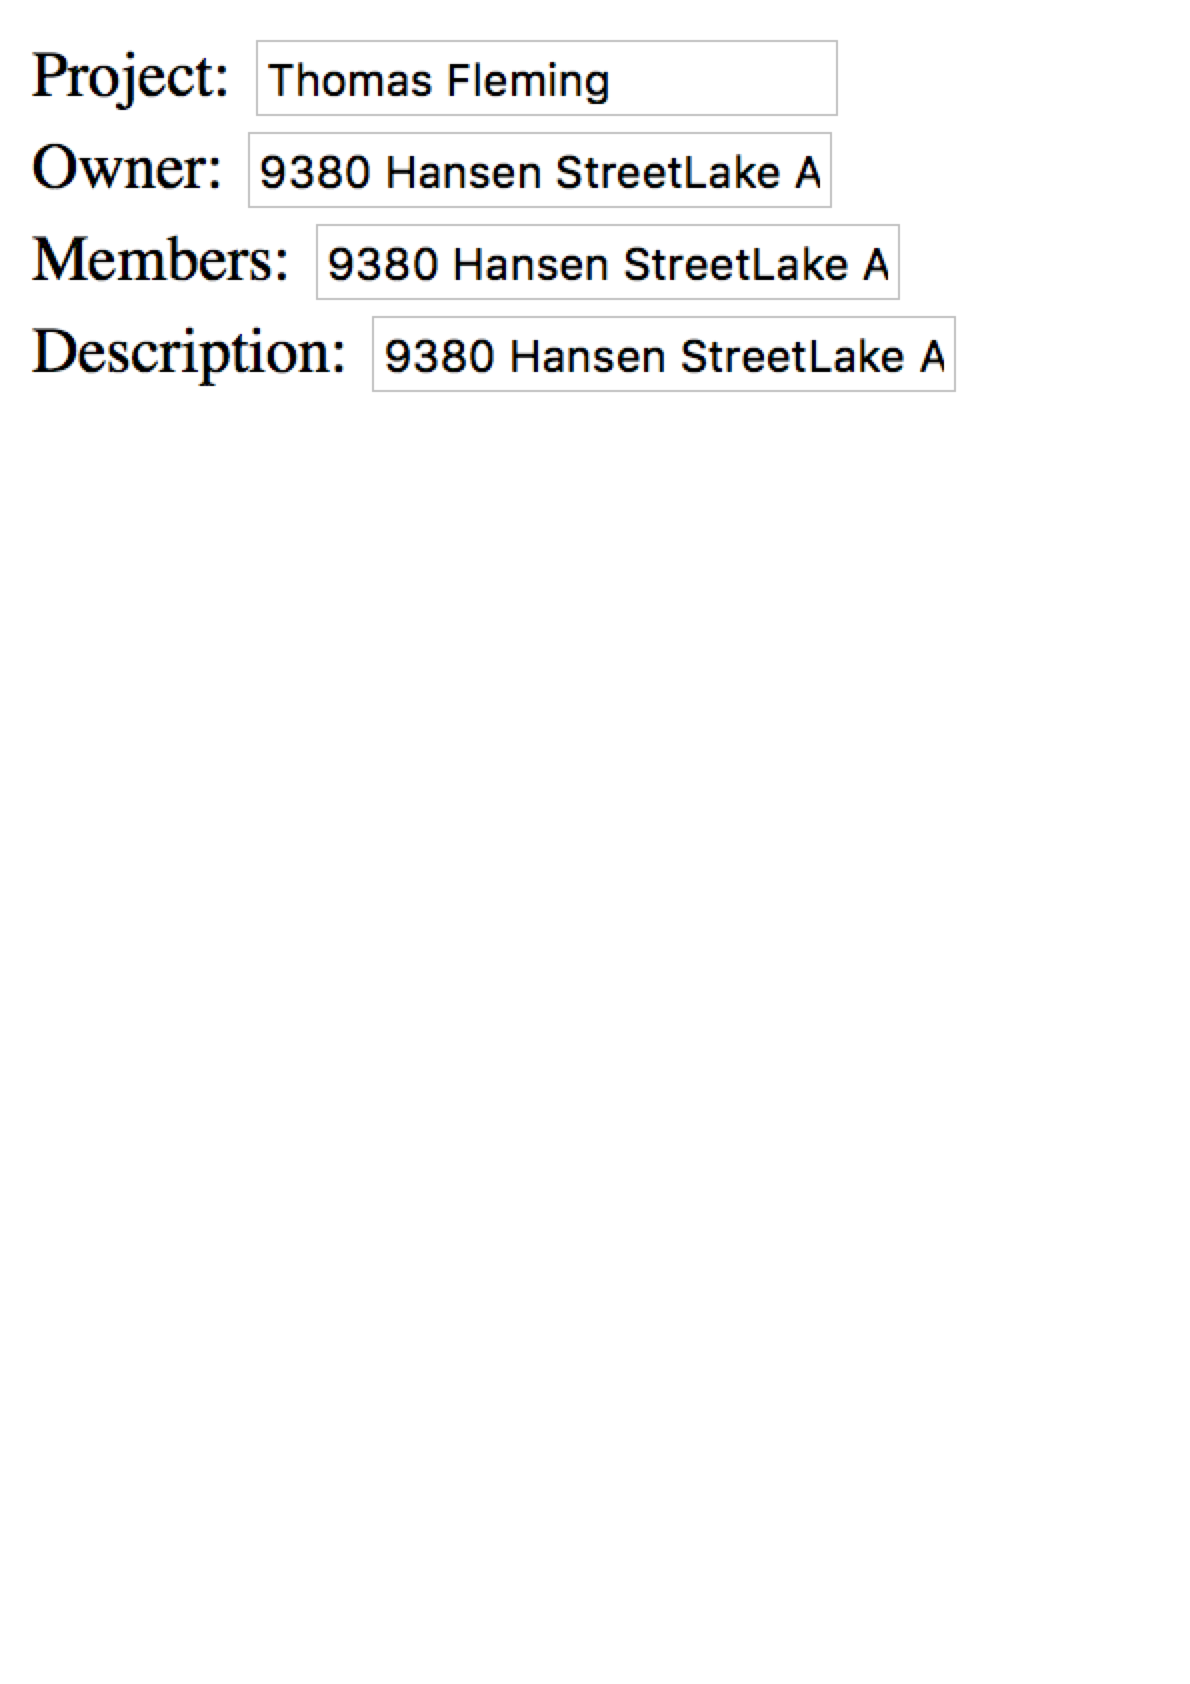 Project: Thomas Fleming
Owner: 9380 Hansen StreetLake A
Members: 9380 Hansen StreetLake A
Description: 9380 Hansen StreetLake A